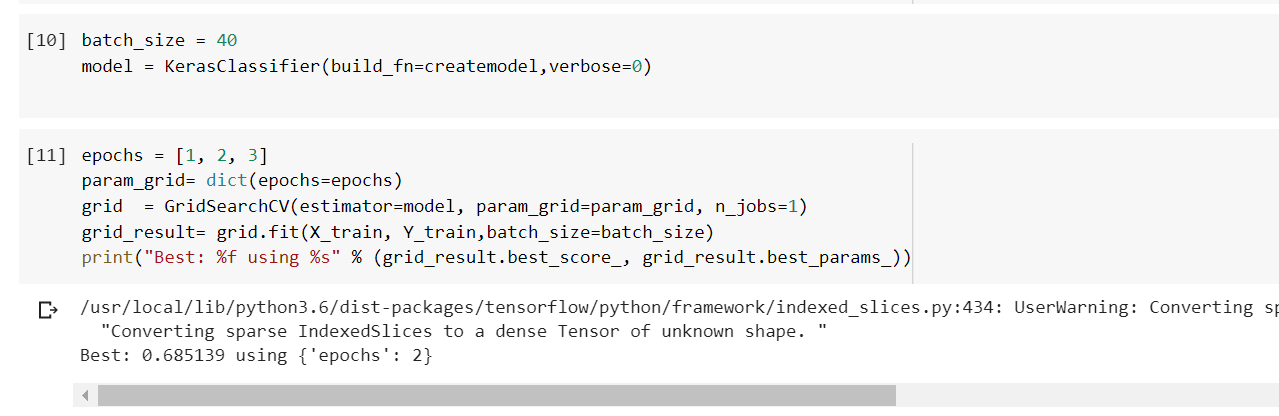 [10] batch_size = 40
model = KerasClassifier(build_fn=createmodel,verbose=0)
[11] epochs = [1, 2, 3]
param_grid= dict(epochs=epochs)
grid  = GridSearchCV(estimator=model, param_grid=param_grid, n_jobs=1)
grid_result= grid.fit(X_train, Y_train,batch_size=batch_size)
print("Best: %f using %s" % (grid_result.best_score_, grid_result.best_params_))
/usr/local/lib/python3.6/dist-packages/tensorflow/python/framework/indexed_slices.py:434: UserWarning: Converting
"Converting sparse IndexedSlices to a dense Tensor of unknown shape. "
Best: 0.685139 using {'epochs': 2}